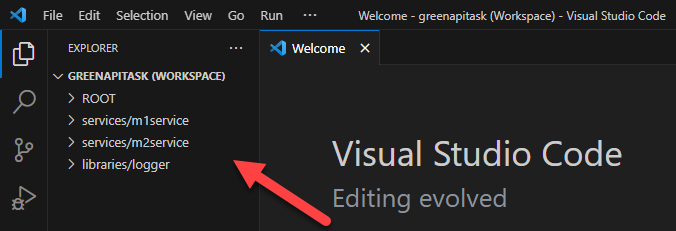 File Edit Selection View Go Run ··· Welcome - greenapitask (Workspace) - Visual Studio Code
EXPLORER ···
Welcome
GREENAPITASK (WORKSPACE)
ROOT
services/m1service
services/m2service
libraries/logger
Visual Studio Code
Editing evolved